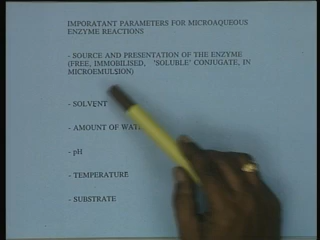 IMPORATANT PARAMETERS FOR MICROAQUEOUS
ENZYME REACTIONS
- SOURCE AND PRESENTATION OF THE ENZYME
(FREE, IMMOBILISED, 'SOLUBLE' CONJUGATE, IN
MICROEMULSION)
- SOLVENT
- AMOUNT OF
- pH
- TEMPERATURE
- SUBSTRATE